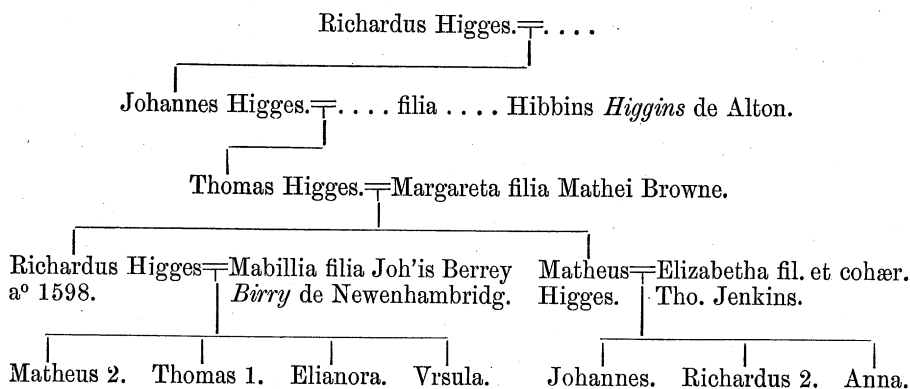 Richardus Higges. . . . .
Johannes Higges. . . . . filia . . . . Hibbins Higgins de Alton.
Thomas Higges. Margareta filia Mathei Browne.
Richardus Higges Mabillia filia Joh'is Berrey
aº 1598. Birry de Newenhambridg.
Matheus Elizabetha fil. et cohær.
Higges. Tho. Jenkins.
Matheus 2. Thomas 1. Elianora. Vrsula. Johannes. Richardus 2. Anna.